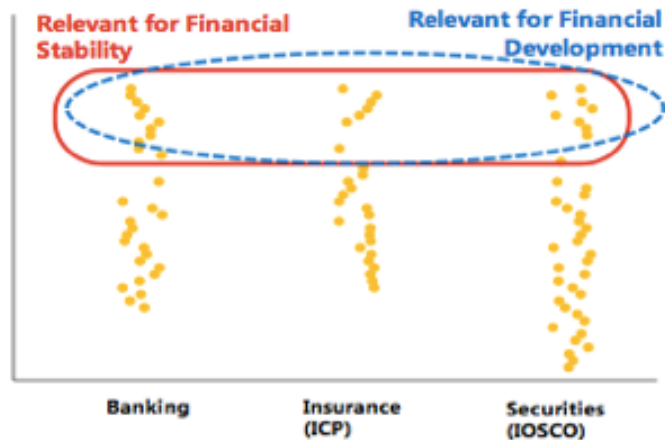 Relevant for Financial
Stability
Relevant for Financial
Development
Banking
Insurance
(ICP)
Securities
(IOSCO)